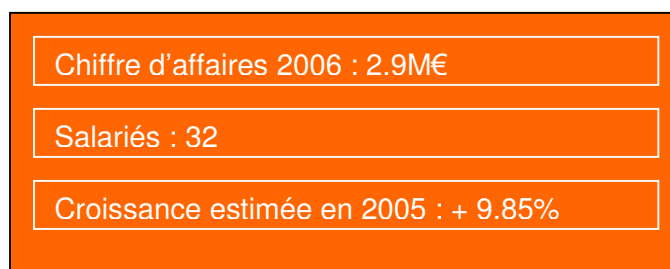 Chiffre d'affaires 2006 : 2.9M€
Salariés : 32
Croissance estimée en 2005 : + 9.85%